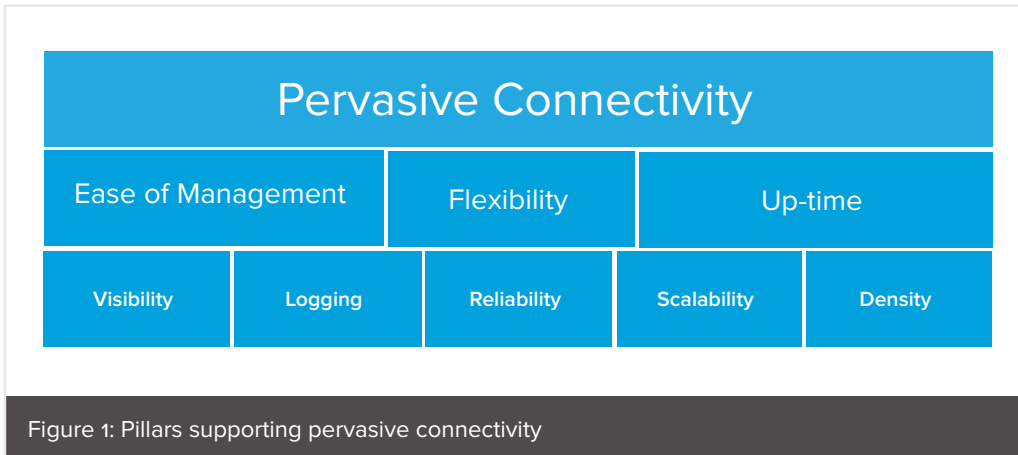 Pervasive Connectivity
Ease of Management Flexibility Up-time
Visibility Logging Reliability Scalability Density
Figure 1: Pillars supporting pervasive connectivity